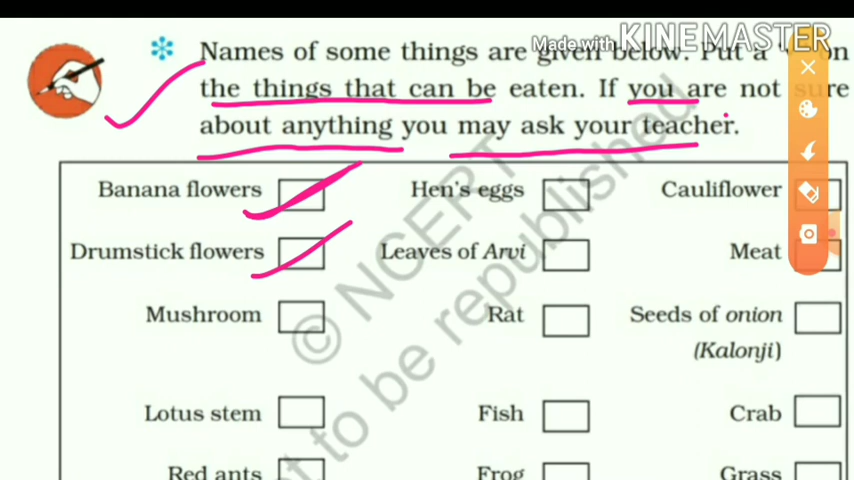 Made with KINEMASTER
Names of some things are given below. Put a on
the things that can be eaten. If you are not sure
about anything you may ask your teacher.
Banana flowers Hen's eggs Cauliflower
Drumstick flowers Leaves of Arvi Meat
Mushroom Rat Seeds of onion
(Kalonji)
Lotus stem Fish Crab
Red ants Frog Grass
© NCERT
not to be republished